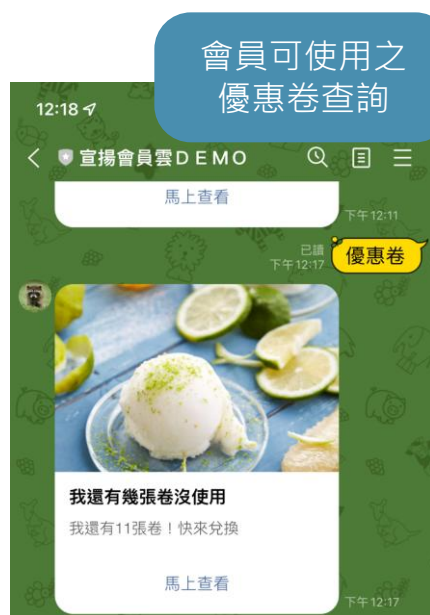 會員可使用之
優惠卷查詢
12:18
宣揚會員雲ＤＥＭＯ
馬上查看
下午12:11
已讀
下午12:17
優惠卷
我還有幾張卷沒使用
我還有11張卷！快來兌換
馬上查看
下午12:17